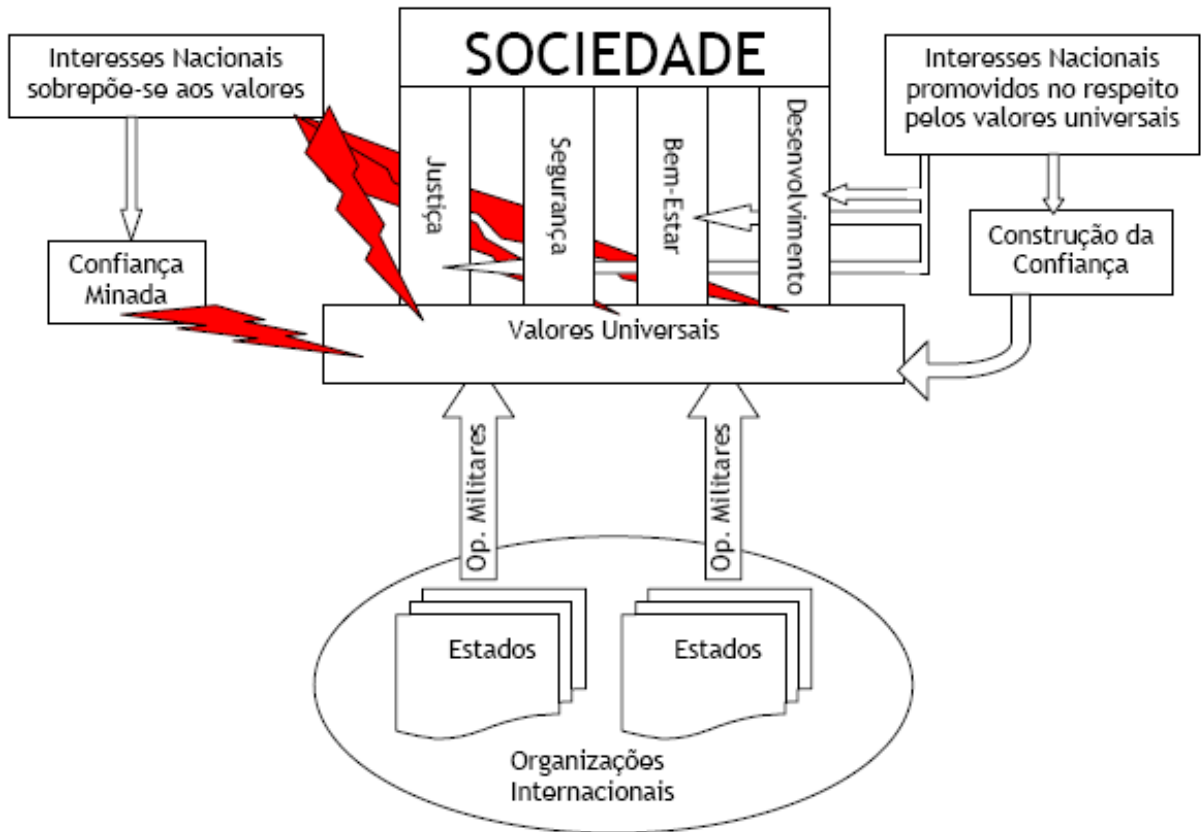 Interesses Nacionais
sobrepõe-se aos valores
SOCIEDADE
Interesses Nacionais
promovidos no respeito
pelos valores universais
Justiça
Segurança
Bem-Estar
Desenvolvimento
Confiança
Minada
Construção da
Confiança
Valores Universais
Op. Militares
Op. Militares
Estados
Estados
Organizações
Internacionais